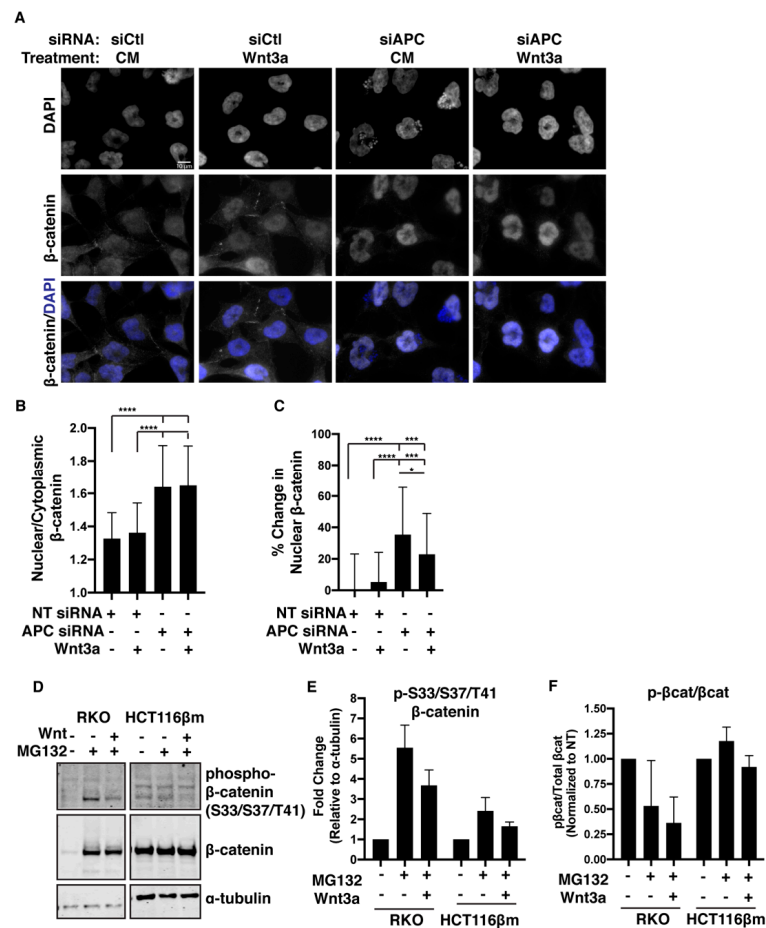 A
siRNA: siCtl siCtl siAPC siAPC
Treatment: CM Wnt3a CM Wnt3a
DAPI
10 μm
β-catenin
β-catenin/DAPI
B
****
****
Nuclear/Cytoplasmic
β-catenin
2.0
1.8
1.6
1.4
1.2
1.0
NT siRNA + + - -
APC siRNA - - + +
Wnt3a - + - +
C
**** ***
**** ***
*
% Change in
Nuclear β-catenin
100
80
60
40
20
0
NT siRNA + + - -
APC siRNA - - + +
Wnt3a - + - +
D
RKO HCT116βm
Wnt - - + - - +
MG132 - + + - + +
phospho-
β-catenin
(S33/S37/T41)
β-catenin
α-tubulin
E
p-S33/S37/T41
β-catenin
Fold Change
(Relative to α-tubulin)
8
7
6
5
4
3
2
1
0
MG132 - + + - + +
Wnt3a - - + - - +
RKO HCT116βm
F
p-βcat/βcat
pβcat/Total βcat
(Normalized to NT)
1.50
1.25
1.00
0.75
0.50
0.25
0.00
MG132 - + + - + +
Wnt3a - - + - - +
RKO HCT116βm